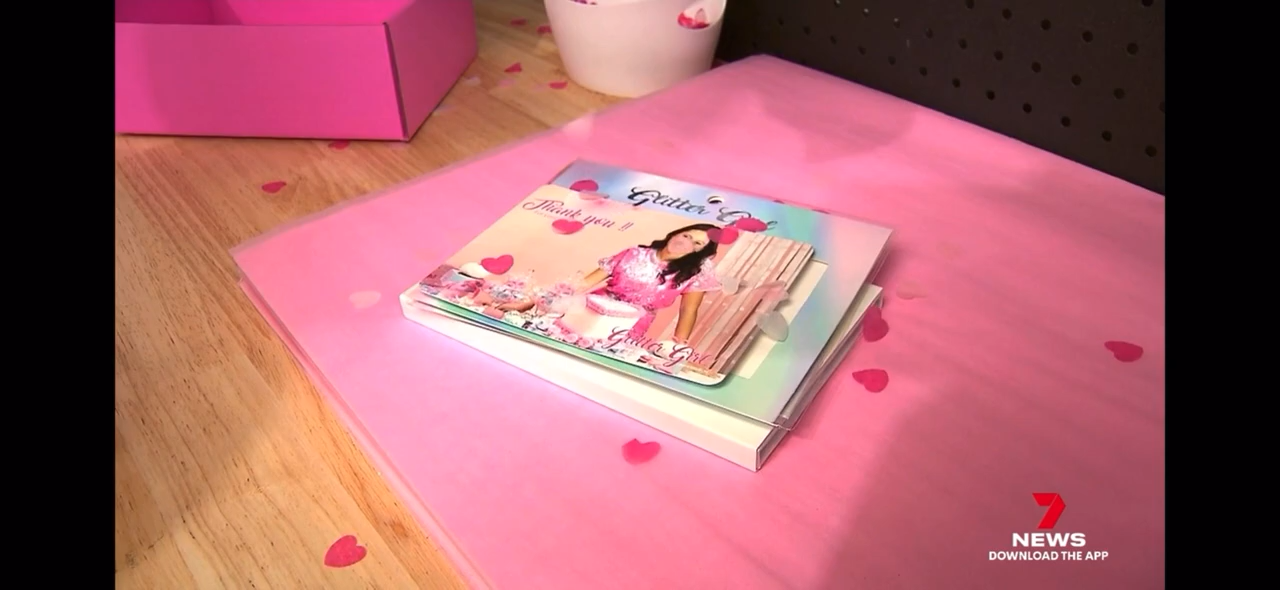 Glitter Girl
Thank you !!
Glitter Girl
7
NEWS
DOWNLOAD THE APP